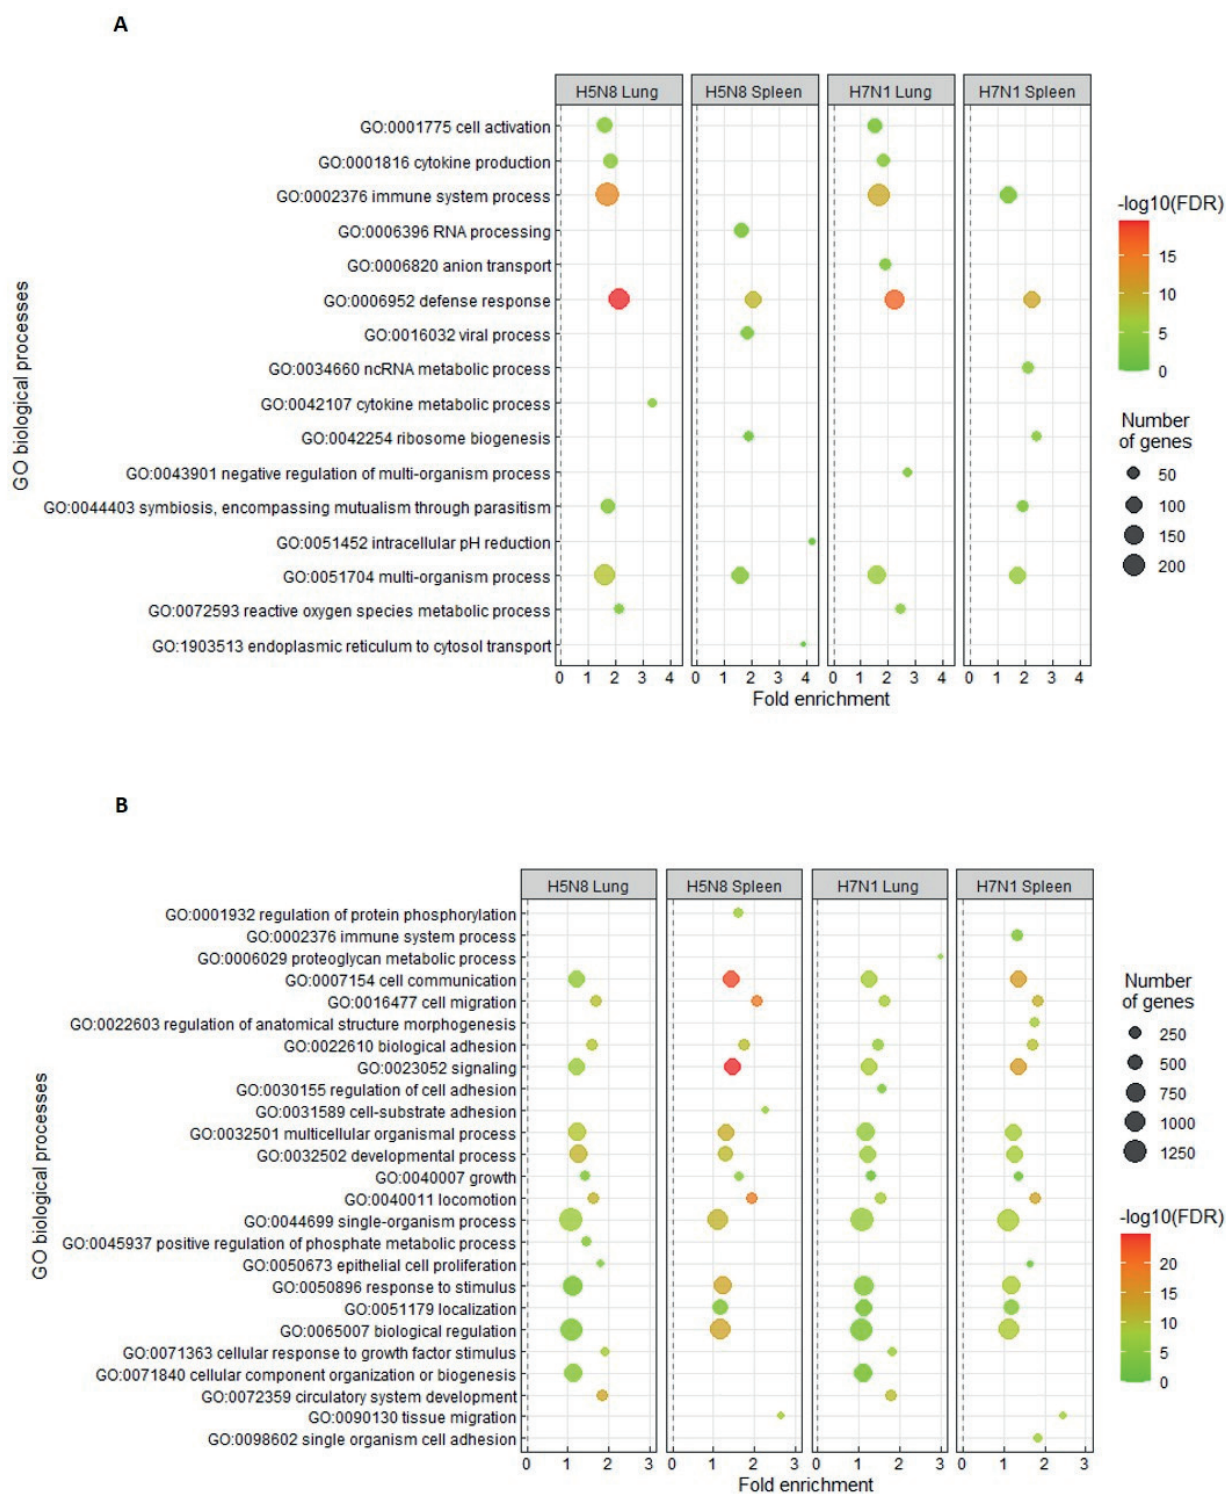 A
H5N8 Lung H5N8 Spleen H7N1 Lung H7N1 Spleen
GO:0001775 cell activation
GO:0001816 cytokine production
GO:0002376 immune system process
GO:0006396 RNA processing
GO:0006820 anion transport
GO:0006952 defense response
GO:0016032 viral process
GO:0034660 ncRNA metabolic process
GO:0042107 cytokine metabolic process
GO:0042254 ribosome biogenesis
GO:0043901 negative regulation of multi-organism process
GO:0044403 symbiosis, encompassing mutualism through parasitism
GO:0051452 intracellular pH reduction
GO:0051704 multi-organism process
GO:0072593 reactive oxygen species metabolic process
GO:1903513 endoplasmic reticulum to cytosol transport
GO biological processes
0 1 2 3 4 0 1 2 3 4 0 1 2 3 4 0 1 2 3 4
Fold enrichment
-log10(FDR)
15
10
5
0
Number
of genes
50
100
150
200
B
H5N8 Lung H5N8 Spleen H7N1 Lung H7N1 Spleen
GO:0001932 regulation of protein phosphorylation
GO:0002376 immune system process
GO:0006029 proteoglycan metabolic process
GO:0007154 cell communication
GO:0016477 cell migration
GO:0022603 regulation of anatomical structure morphogenesis
GO:0022610 biological adhesion
GO:0023052 signaling
GO:0030155 regulation of cell adhesion
GO:0031589 cell-substrate adhesion
GO:0032501 multicellular organismal process
GO:0032502 developmental process
GO:0040007 growth
GO:0040011 locomotion
GO:0044699 single-organism process
GO:0045937 positive regulation of phosphate metabolic process
GO:0050673 epithelial cell proliferation
GO:0050896 response to stimulus
GO:0051179 localization
GO:0065007 biological regulation
GO:0071363 cellular response to growth factor stimulus
GO:0071840 cellular component organization or biogenesis
GO:0072359 circulatory system development
GO:0090130 tissue migration
GO:0098602 single organism cell adhesion
GO biological processes
0 1 2 3 0 1 2 3 0 1 2 3 0 1 2 3
Fold enrichment
Number
of genes
250
500
750
1000
1250
-log10(FDR)
20
15
10
5
0